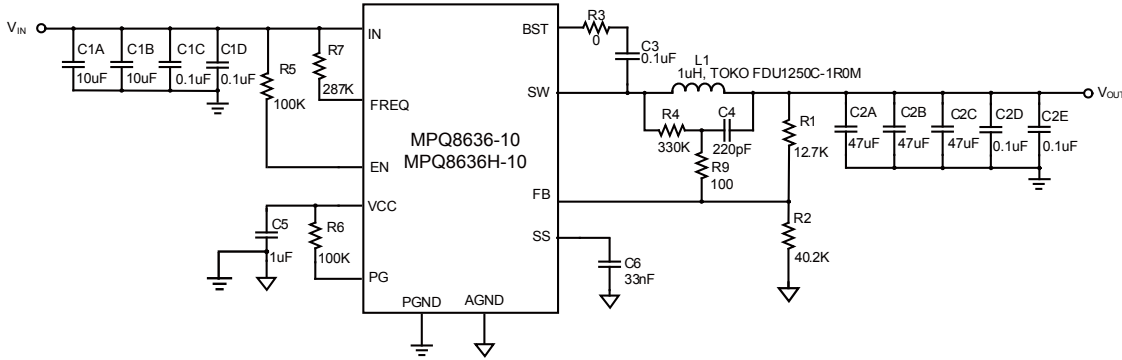 V_IN
C1A
10uF
C1B
10uF
C1C
0.1uF
C1D
0.1uF
R5
100K
R7
287K
IN
FREQ
EN
VCC
PG
PGND
AGND
BST
SW
FB
SS
MPQ8636-10
MPQ8636H-10
C5
1uF
R6
100K
R3
0
C3
0.1uF
L1
1uH, TOKO FDU1250C-1R0M
R4
330K
C4
220pF
R9
100
R1
12.7K
R2
40.2K
C6
33nF
C2A
47uF
C2B
47uF
C2C
47uF
C2D
0.1uF
C2E
0.1uF
V_OUT